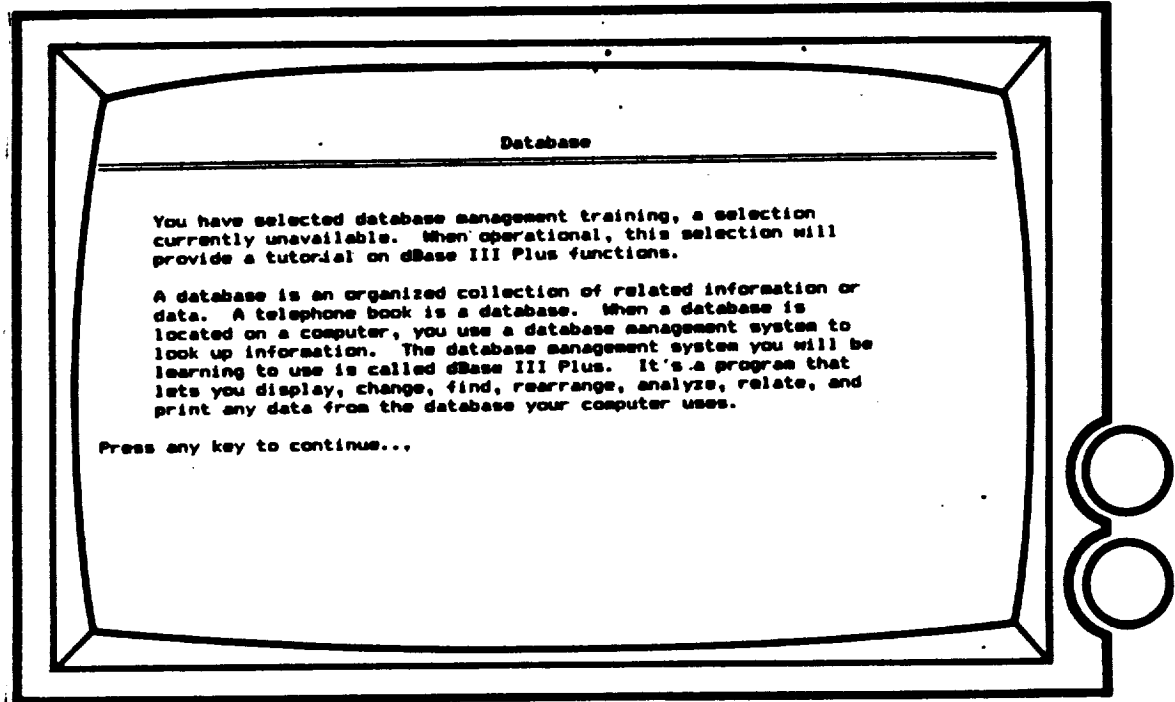 Database
You have selected database management training, a selection
currently unavailable. When operational, this selection will
provide a tutorial on dBase III Plus functions.
A database is an organized collection of related information or
data. A telephone book is a database. When a database is
located on a computer, you use a database management system to
look up information. The database management system you will be
learning to use is called dBase III Plus. It's a program that
lets you display, change, find, rearrange, analyze, relate, and
print any data from the database your computer uses.
Press any key to continue...